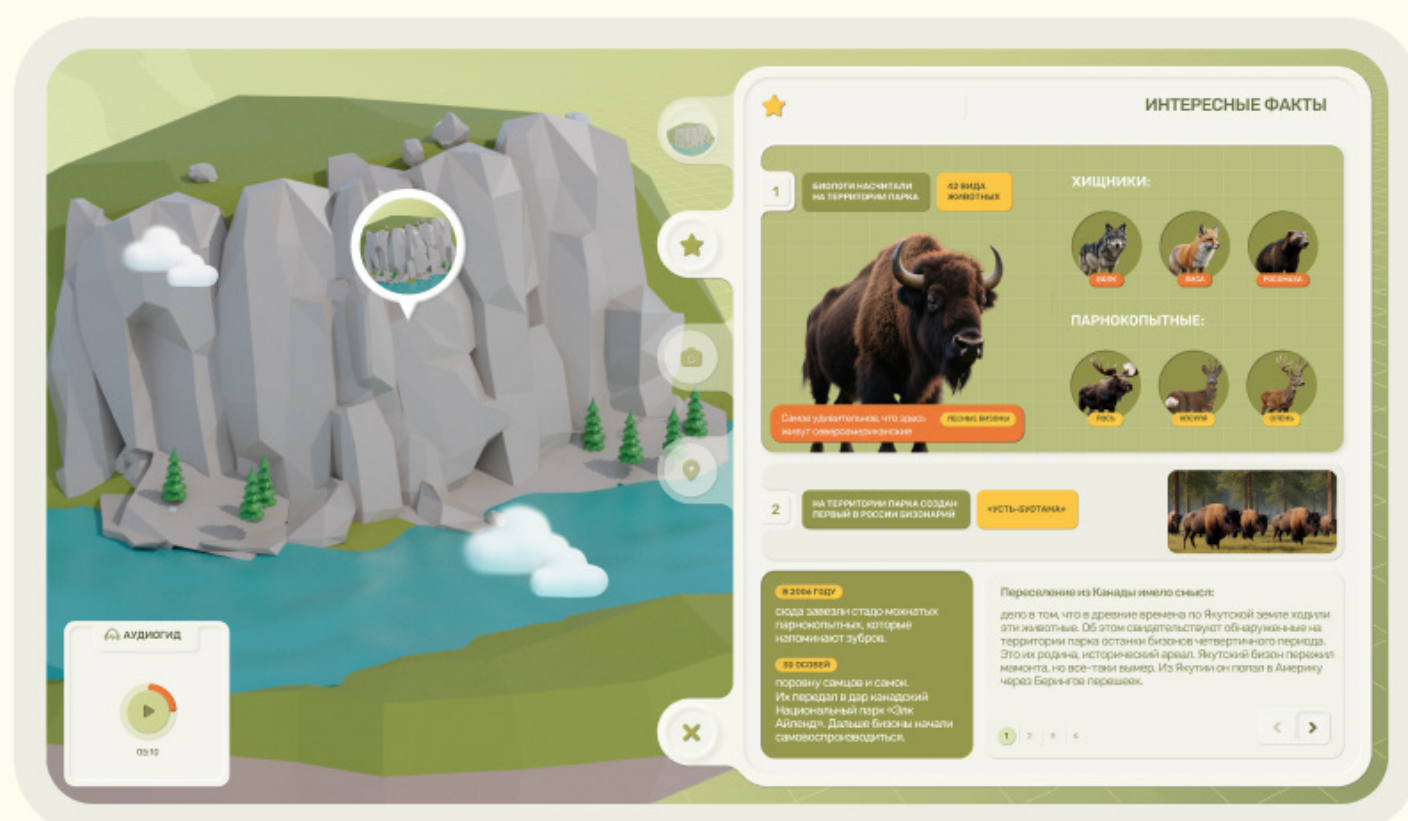 ИНТЕРЕСНЫЕ ФАКТЫ
1
БИОЛОГИ НАСЧИТАЛИ
НА ТЕРРИТОРИИ ПАРКА
42 ВИДА
ЖИВОТНЫХ
ХИЩНИКИ:
ВОЛК
ЛИСА
РОСОМАХА
ПАРНОКОПЫТНЫЕ:
ЛОСЬ
КОСУЛЯ
ОЛЕНЬ
Самое удивительное, что здесь
живут североамериканские
ЛЕСНЫЕ БИЗОНЫ
2
НА ТЕРРИТОРИИ ПАРКА СОЗДАН
ПЕРВЫЙ В РОССИИ БИЗОНАРИЙ
«УСТЬ-БУОТАМА»
В 2006 ГОДУ
сюда завезли стадо мохнатых
парнокопытных, которые
напоминают зубров.
30 ОСОБЕЙ
поровну самцов и самок.
Их передал в дар канадский
Национальный парк «Элк
Айленд». Дальше бизоны начали
самовоспроизводиться.
Переселение из Канады имело смысл:
дело в том, что в древние времена по Якутской земле ходили
эти животные. Об этом свидетельствуют обнаруженные на
территории парка останки бизонов четвертичного периода.
Это их родина, исторический ареал. Якутский бизон пережил
мамонта, но все-таки вымер. Из Якутии он попал в Америку
через Берингов перешеек.
1 2 3 4
АУДИОГИД
05:10